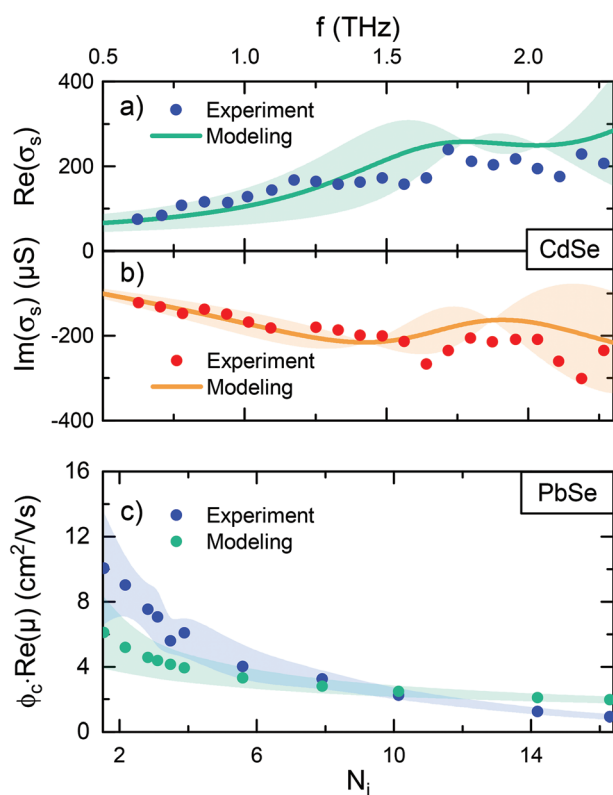 f (THz)
0.5 1.0 1.5 2.0
400
200
0
Re(σs)
a)
Experiment
Modeling
CdSe
-200
-400
Im(σs) (μS)
b)
Experiment
Modeling
16
12
8
4
0
ϕc·Re(μ) (cm²/Vs)
c)
Experiment
Modeling
PbSe
2 6 10 14
Ni